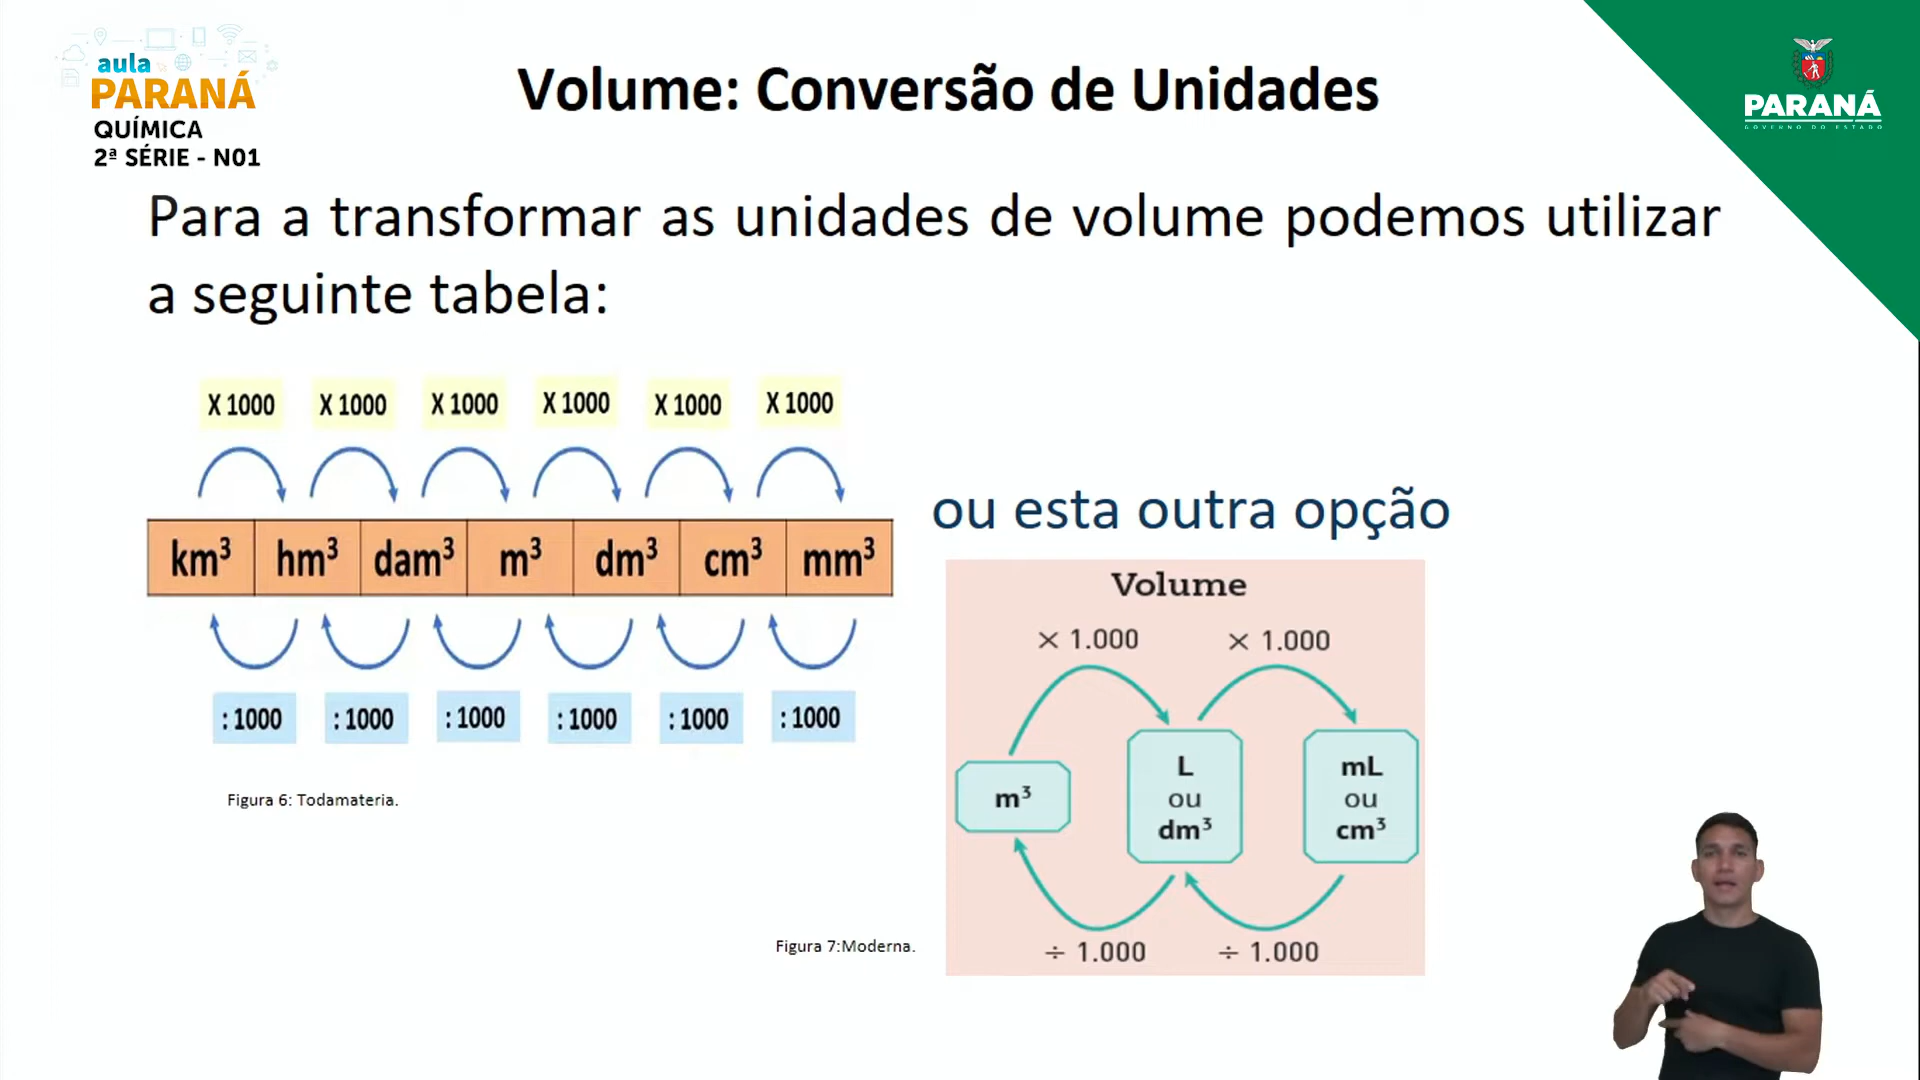 aula
PARANÁ
QUÍMICA
2ª SÉRIE - N01
Volume: Conversão de Unidades
PARANÁ
GOVERNO DO ESTADO
Para a transformar as unidades de volume podemos utilizar
a seguinte tabela:
X 1000 X 1000 X 1000 X 1000 X 1000 X 1000
km³ hm³ dam³ m³ dm³ cm³ mm³
: 1000 : 1000 : 1000 : 1000 : 1000 : 1000
Figura 6: Todamateria.
ou esta outra opção
Volume
× 1.000 × 1.000
m³
L
ou
dm³
mL
ou
cm³
÷ 1.000 ÷ 1.000
Figura 7:Moderna.